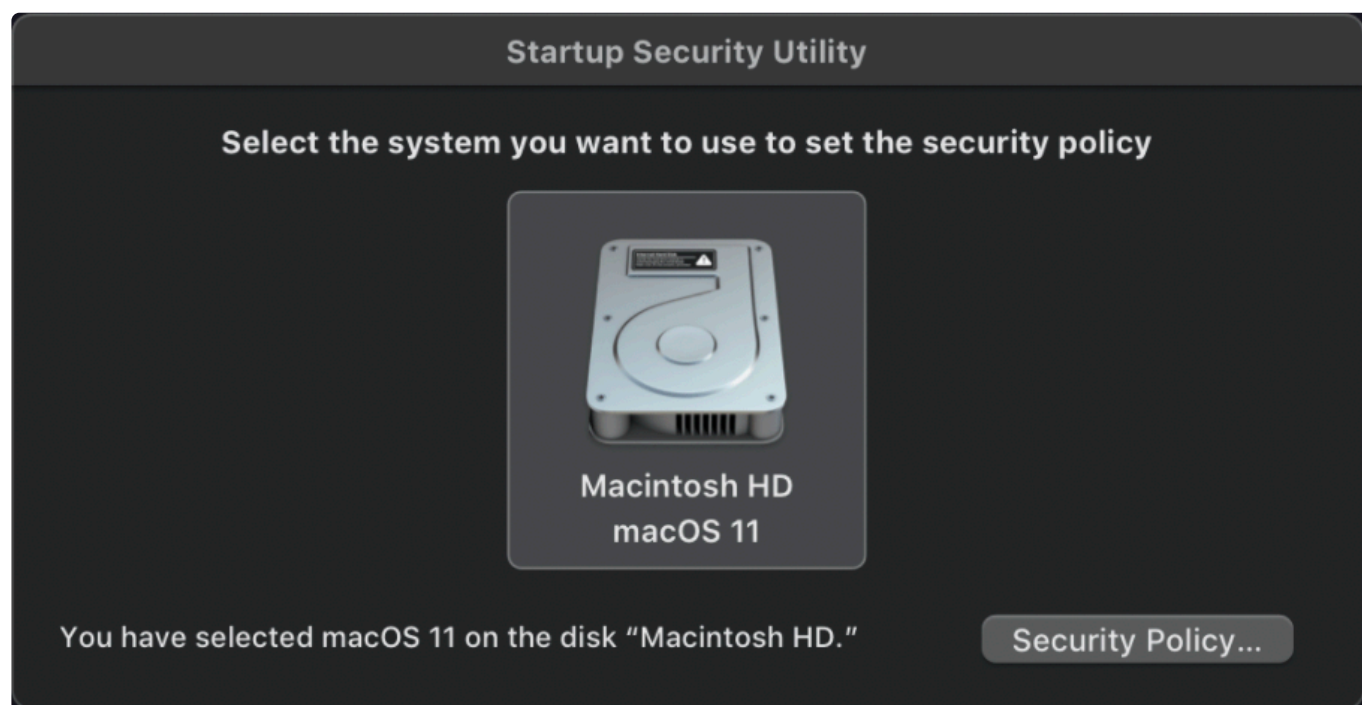 Startup Security Utility
Select the system you want to use to set the security policy
Macintosh HD
macOS 11
You have selected macOS 11 on the disk “Macintosh HD.”
Security Policy...